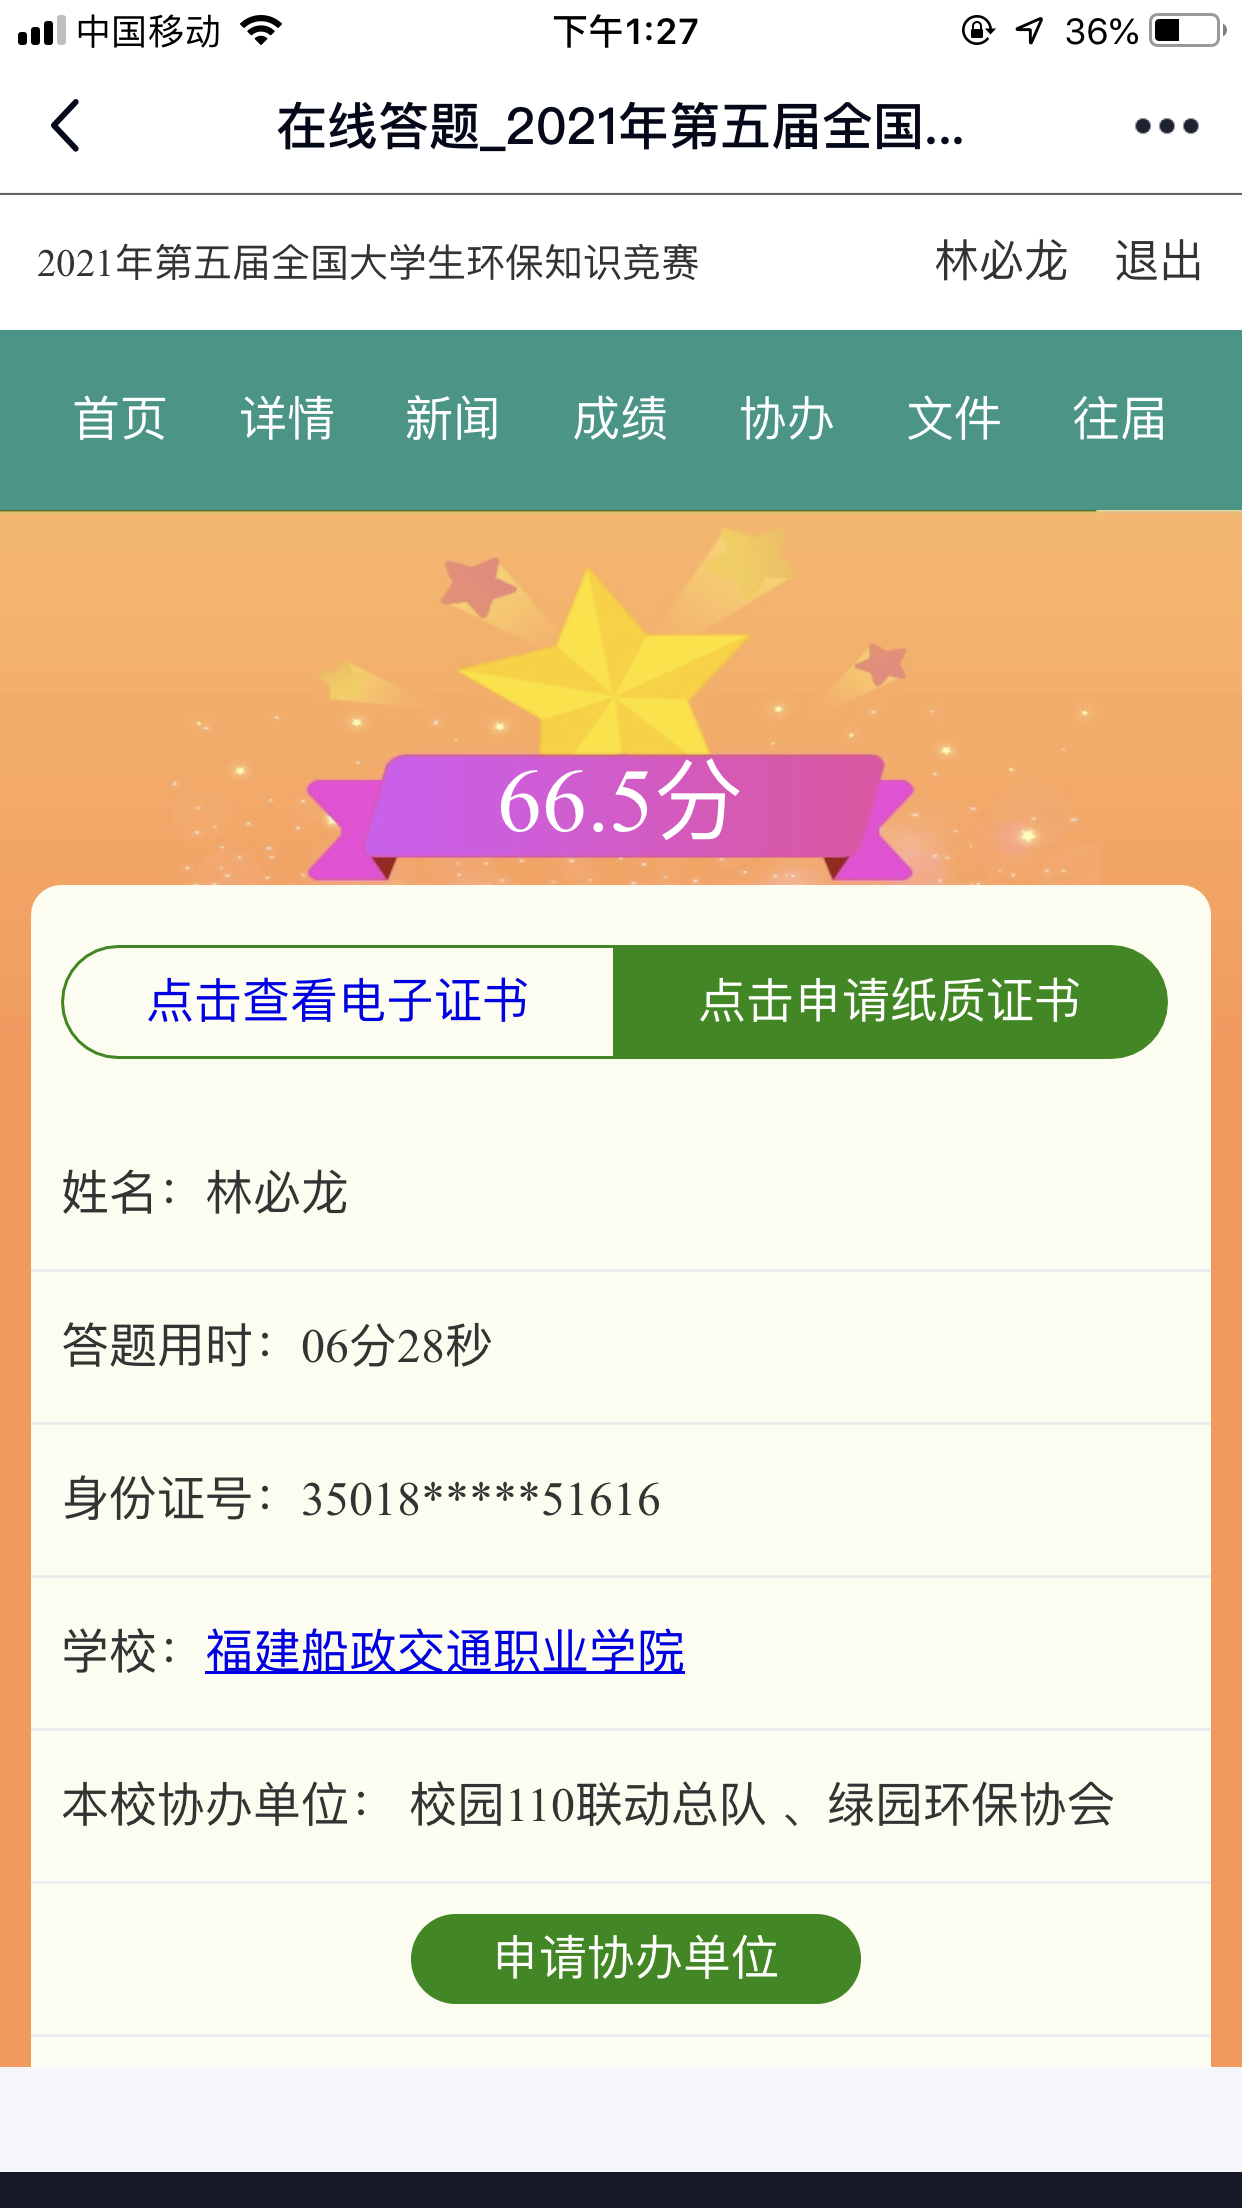 中国移动 下午1:27 36%
在线答题_2021年第五届全国...
2021年第五届全国大学生环保知识竞赛 林必龙 退出
首页 详情 新闻 成绩 协办 文件 往届
66.5分
点击查看电子证书 点击申请纸质证书
姓名：林必龙
答题用时：06分28秒
身份证号：35018*****51616
学校：福建船政交通职业学院
本校协办单位： 校园110联动总队 、绿园环保协会
申请协办单位